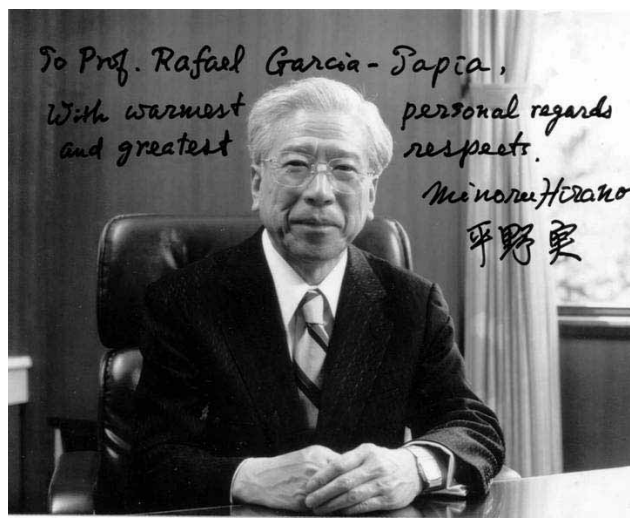 To Prof. Rafael Garcia-Tapia,
With warmest personal regards
and greatest respects.
Minoru Hirano
平野 実